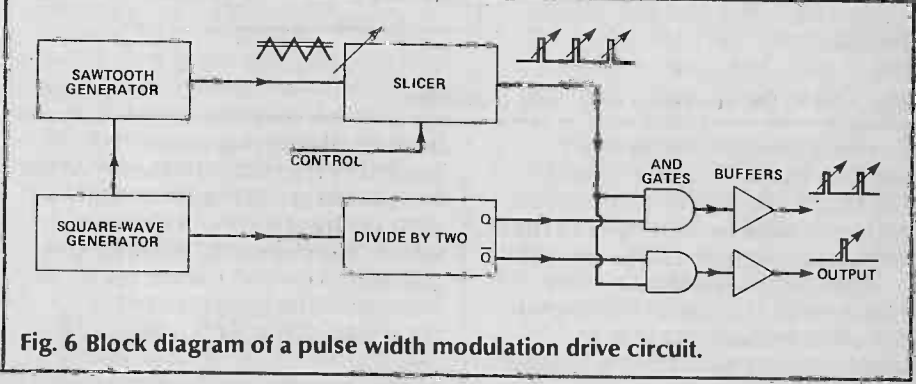 SAWTOOTH
GENERATOR
SLICER
CONTROL
AND
GATES
BUFFERS
SQUARE-WAVE
GENERATOR
DIVIDE BY TWO
Q
Q̅
OUTPUT
Fig. 6 Block diagram of a pulse width modulation drive circuit.